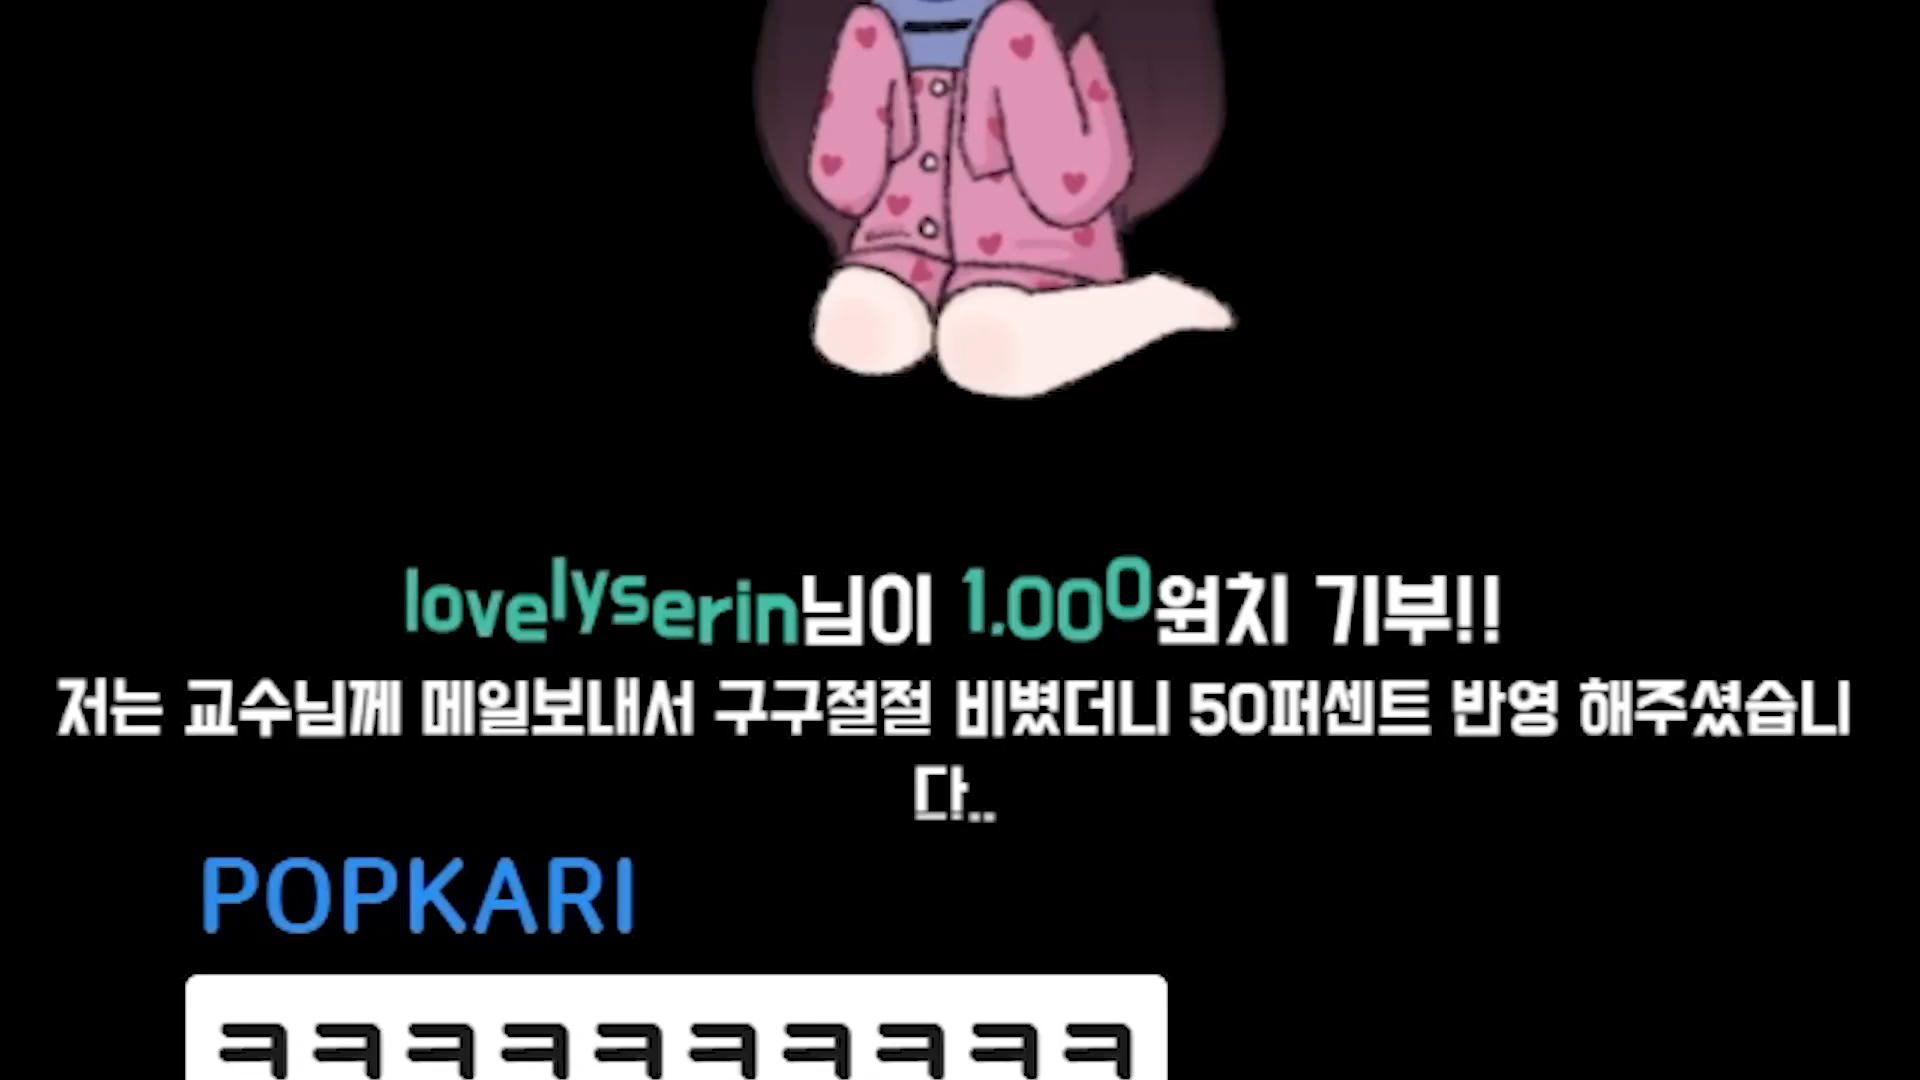 lovelyserin님이 1.000원치 기부!!
저는 교수님께 메일보내서 구구절절 비볐더니 50퍼센트 반영 해주셨습니
다..
POPKARI
ㅋㅋㅋㅋㅋㅋㅋㅋㅋㅋ